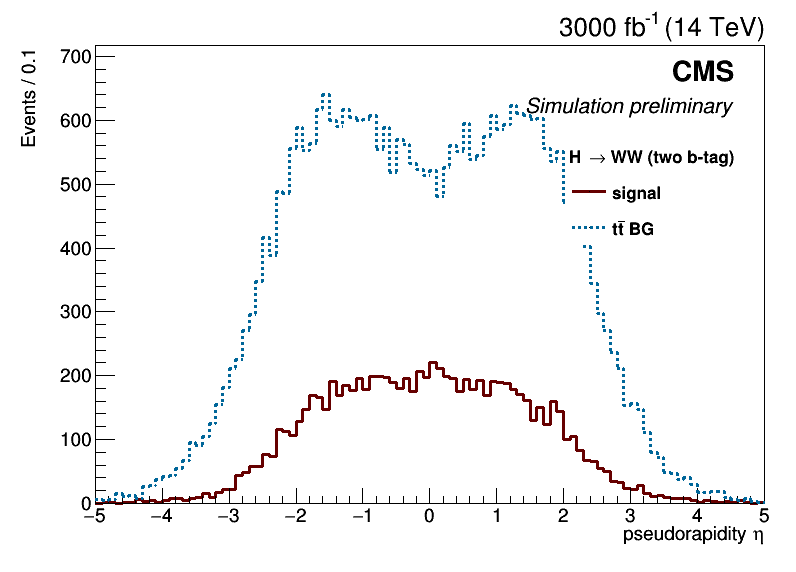 3000 fb⁻¹ (14 TeV)
Events / 0.1
CMS
Simulation preliminary
H → WW (two b-tag)
signal
tt̄ BG
700
600
500
400
300
200
100
0
−5 −4 −3 −2 −1 0 1 2 3 4 5
pseudorapidity η